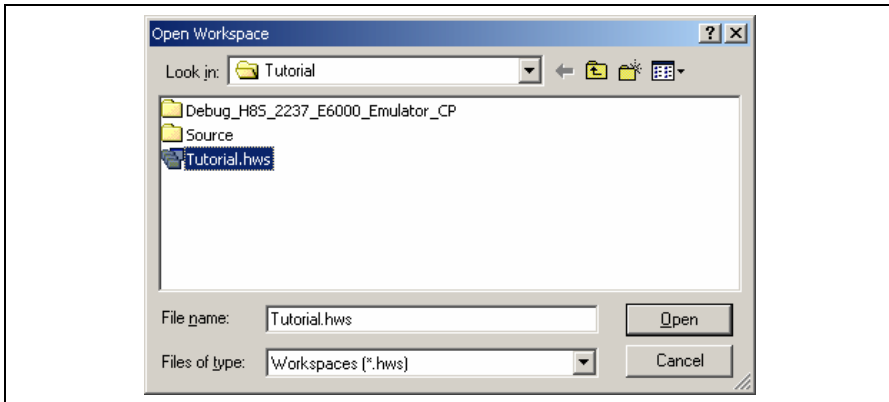 Open Workspace
Look in: Tutorial
Debug_H8S_2237_E6000_Emulator_CP
Source
Tutorial.hws
File name: Tutorial.hws Open
Files of type: Workspaces (*.hws) Cancel